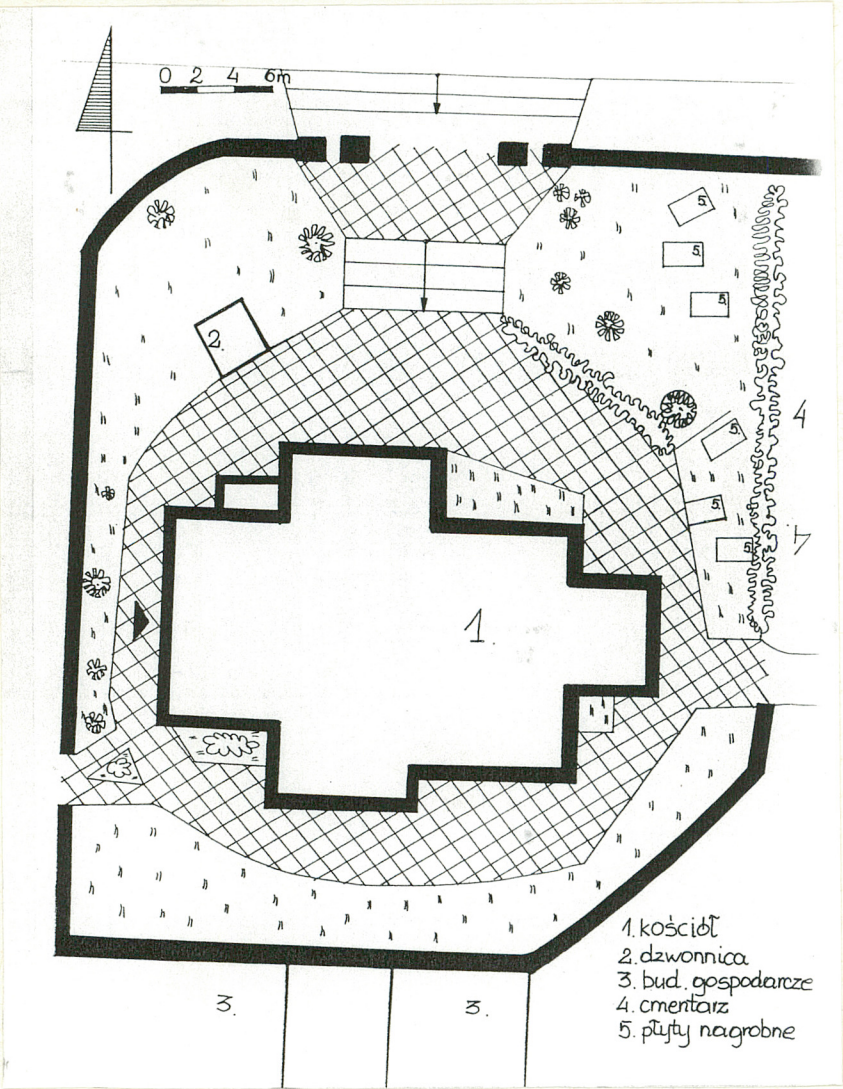 0 2 4 6m
5.
5.
5.
2.
5.
4
5.
4
5.
1.
3.
3.
1. kościół
2. dzwonnica
3. bud. gospodarcze
4. cmentarz
5. płyty nagrobne